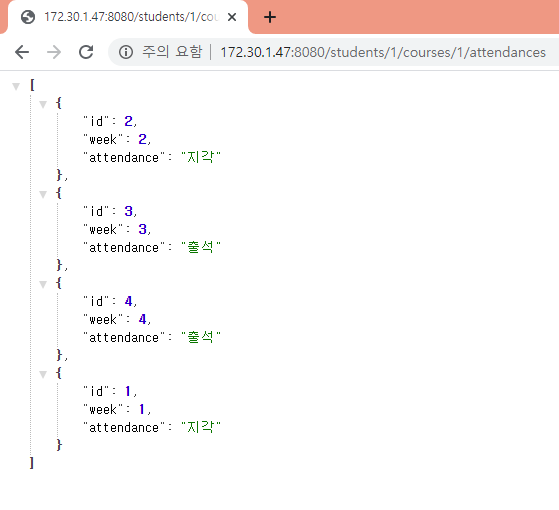 172.30.1.47:8080/students/1/cou
주의 요함 | 172.30.1.47:8080/students/1/courses/1/attendances
[
{
"id": 2,
"week": 2,
"attendance": "지각"
},
{
"id": 3,
"week": 3,
"attendance": "출석"
},
{
"id": 4,
"week": 4,
"attendance": "출석"
},
{
"id": 1,
"week": 1,
"attendance": "지각"
}
]